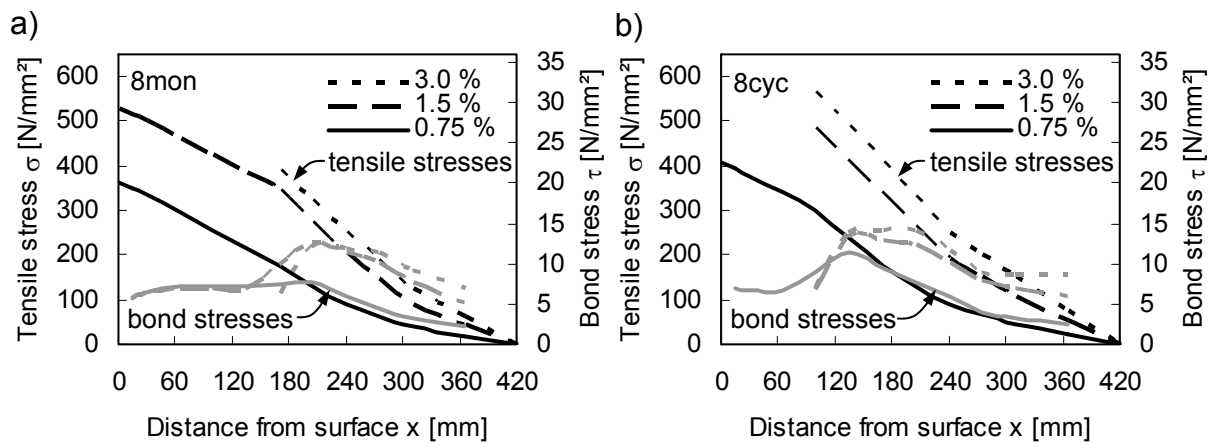 a)
Tensile stress σ [N/mm²]
600
500
400
300
200
100
0
8mon
3.0 %
1.5 %
0.75 %
tensile stresses
bond stresses
35
30
25
20
15
10
5
0
Bond stress τ [N/mm²]
0 60 120 180 240 300 360 420
Distance from surface x [mm]
b)
Tensile stress σ [N/mm²]
600
500
400
300
200
100
0
8cyc
3.0 %
1.5 %
0.75 %
tensile stresses
bond stresses
35
30
25
20
15
10
5
0
Bond stress τ [N/mm²]
0 60 120 180 240 300 360 420
Distance from surface x [mm]